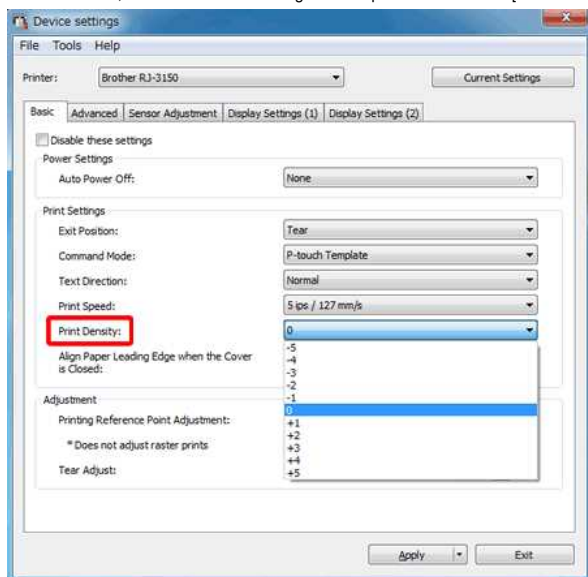 Device settings
File Tools Help
Printer: Brother RJ-3150 Current Settings
Basic Advanced Sensor Adjustment Display Settings (1) Display Settings (2)
Disable these settings
Power Settings
Auto Power Off: None
Print Settings
Exit Position: Tear
Command Mode: P-touch Template
Text Direction: Normal
Print Speed: 5 ips / 127 mm/s
Print Density: 0
-5
Align Paper Leading Edge when the Cover
-4
is Closed:
-3
-2
-1
Adjustment
0
Printing Reference Point Adjustment:
+1
+2
* Does not adjust raster prints
+3
+4
Tear Adjust:
+5
Apply Exit